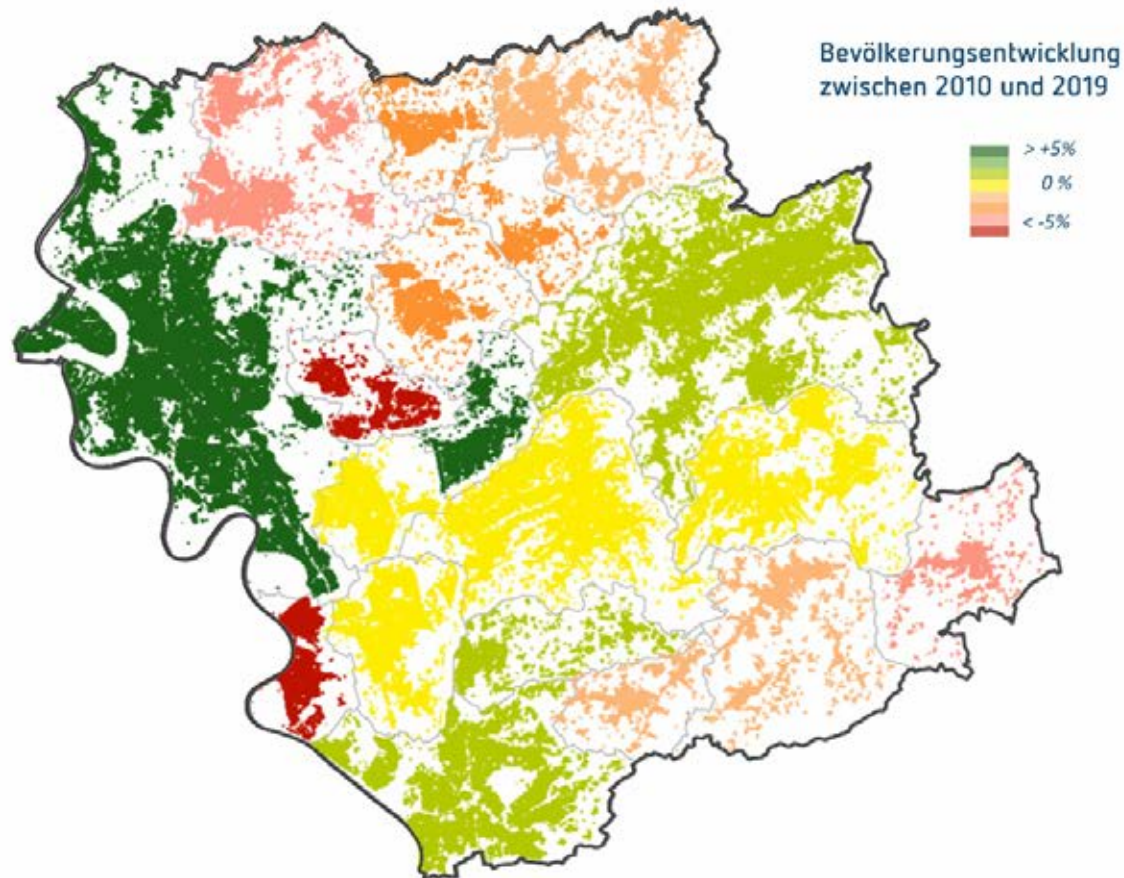 Bevölkerungsentwicklung
zwischen 2010 und 2019
> +5%
0 %
< -5%